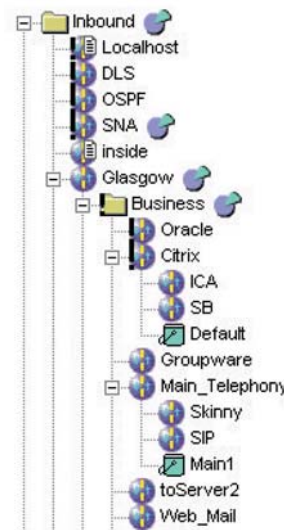 Inbound
Localhost
DLS
OSPF
SNA
inside
Glasgow
Business
Oracle
Citrix
ICA
SB
Default
Groupware
Main_Telephony
Skinny
SIP
Main1
toServer2
Web_Mail